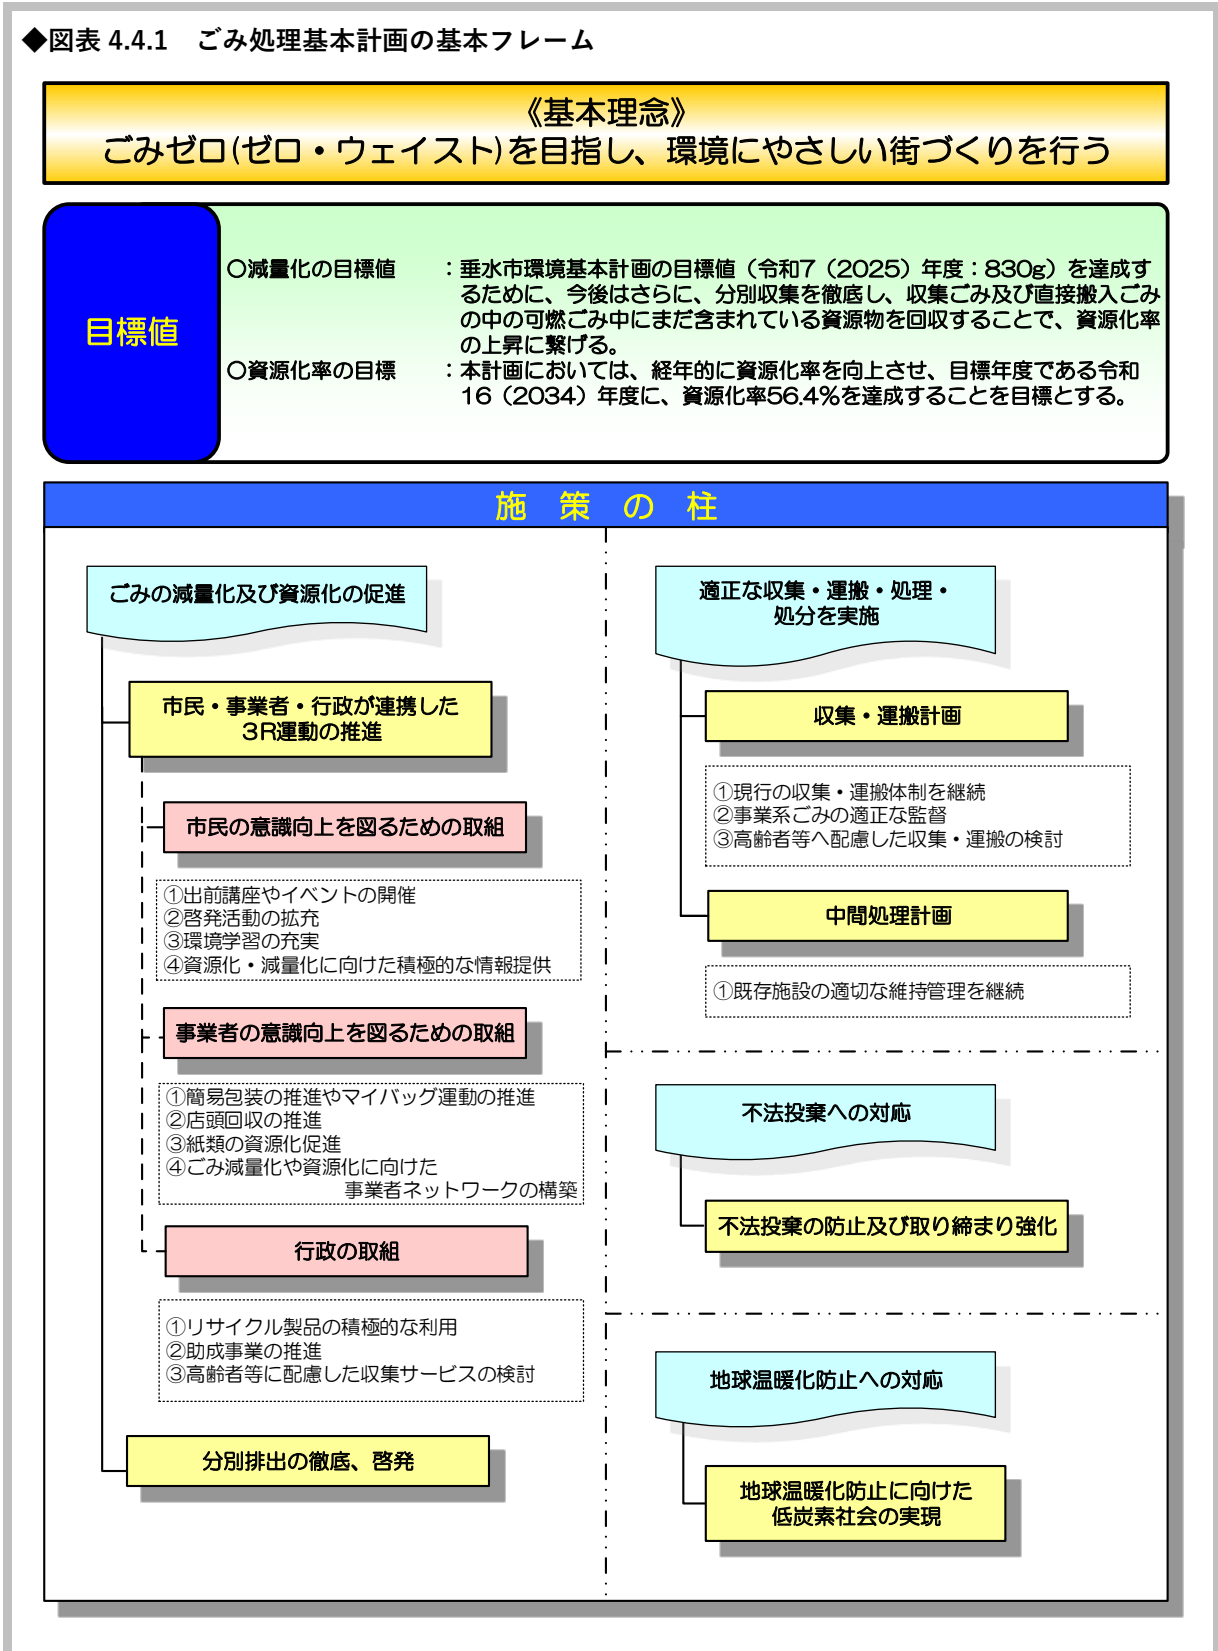 ◆図表 4.4.1　ごみ処理基本計画の基本フレーム
《基本理念》
ごみゼロ(ゼロ・ウェイスト)を目指し、環境にやさしい街づくりを行う
目標値
○減量化の目標値　：垂水市環境基本計画の目標値（令和7（2025）年度：830g）を達成す
るために、今後はさらに、分別収集を徹底し、収集ごみ及び直接搬入ごみ
の中の可燃ごみ中にまだ含まれている資源物を回収することで、資源化率
の上昇に繋げる。
○資源化率の目標　：本計画においては、経年的に資源化率を向上させ、目標年度である令和
16（2034）年度に、資源化率56.4%を達成することを目標とする。
施　策　の　柱
ごみの減量化及び資源化の促進
市民・事業者・行政が連携した
3R運動の推進
市民の意識向上を図るための取組
①出前講座やイベントの開催
②啓発活動の拡充
③環境学習の充実
④資源化・減量化に向けた積極的な情報提供
事業者の意識向上を図るための取組
①簡易包装の推進やマイバッグ運動の推進
②店頭回収の推進
③紙類の資源化促進
④ごみ減量化や資源化に向けた
事業者ネットワークの構築
行政の取組
①リサイクル製品の積極的な利用
②助成事業の推進
③高齢者等に配慮した収集サービスの検討
分別排出の徹底、啓発
適正な収集・運搬・処理・
処分を実施
収集・運搬計画
①現行の収集・運搬体制を継続
②事業系ごみの適正な監督
③高齢者等へ配慮した収集・運搬の検討
中間処理計画
①既存施設の適切な維持管理を継続
不法投棄への対応
不法投棄の防止及び取り締まり強化
地球温暖化防止への対応
地球温暖化防止に向けた
低炭素社会の実現